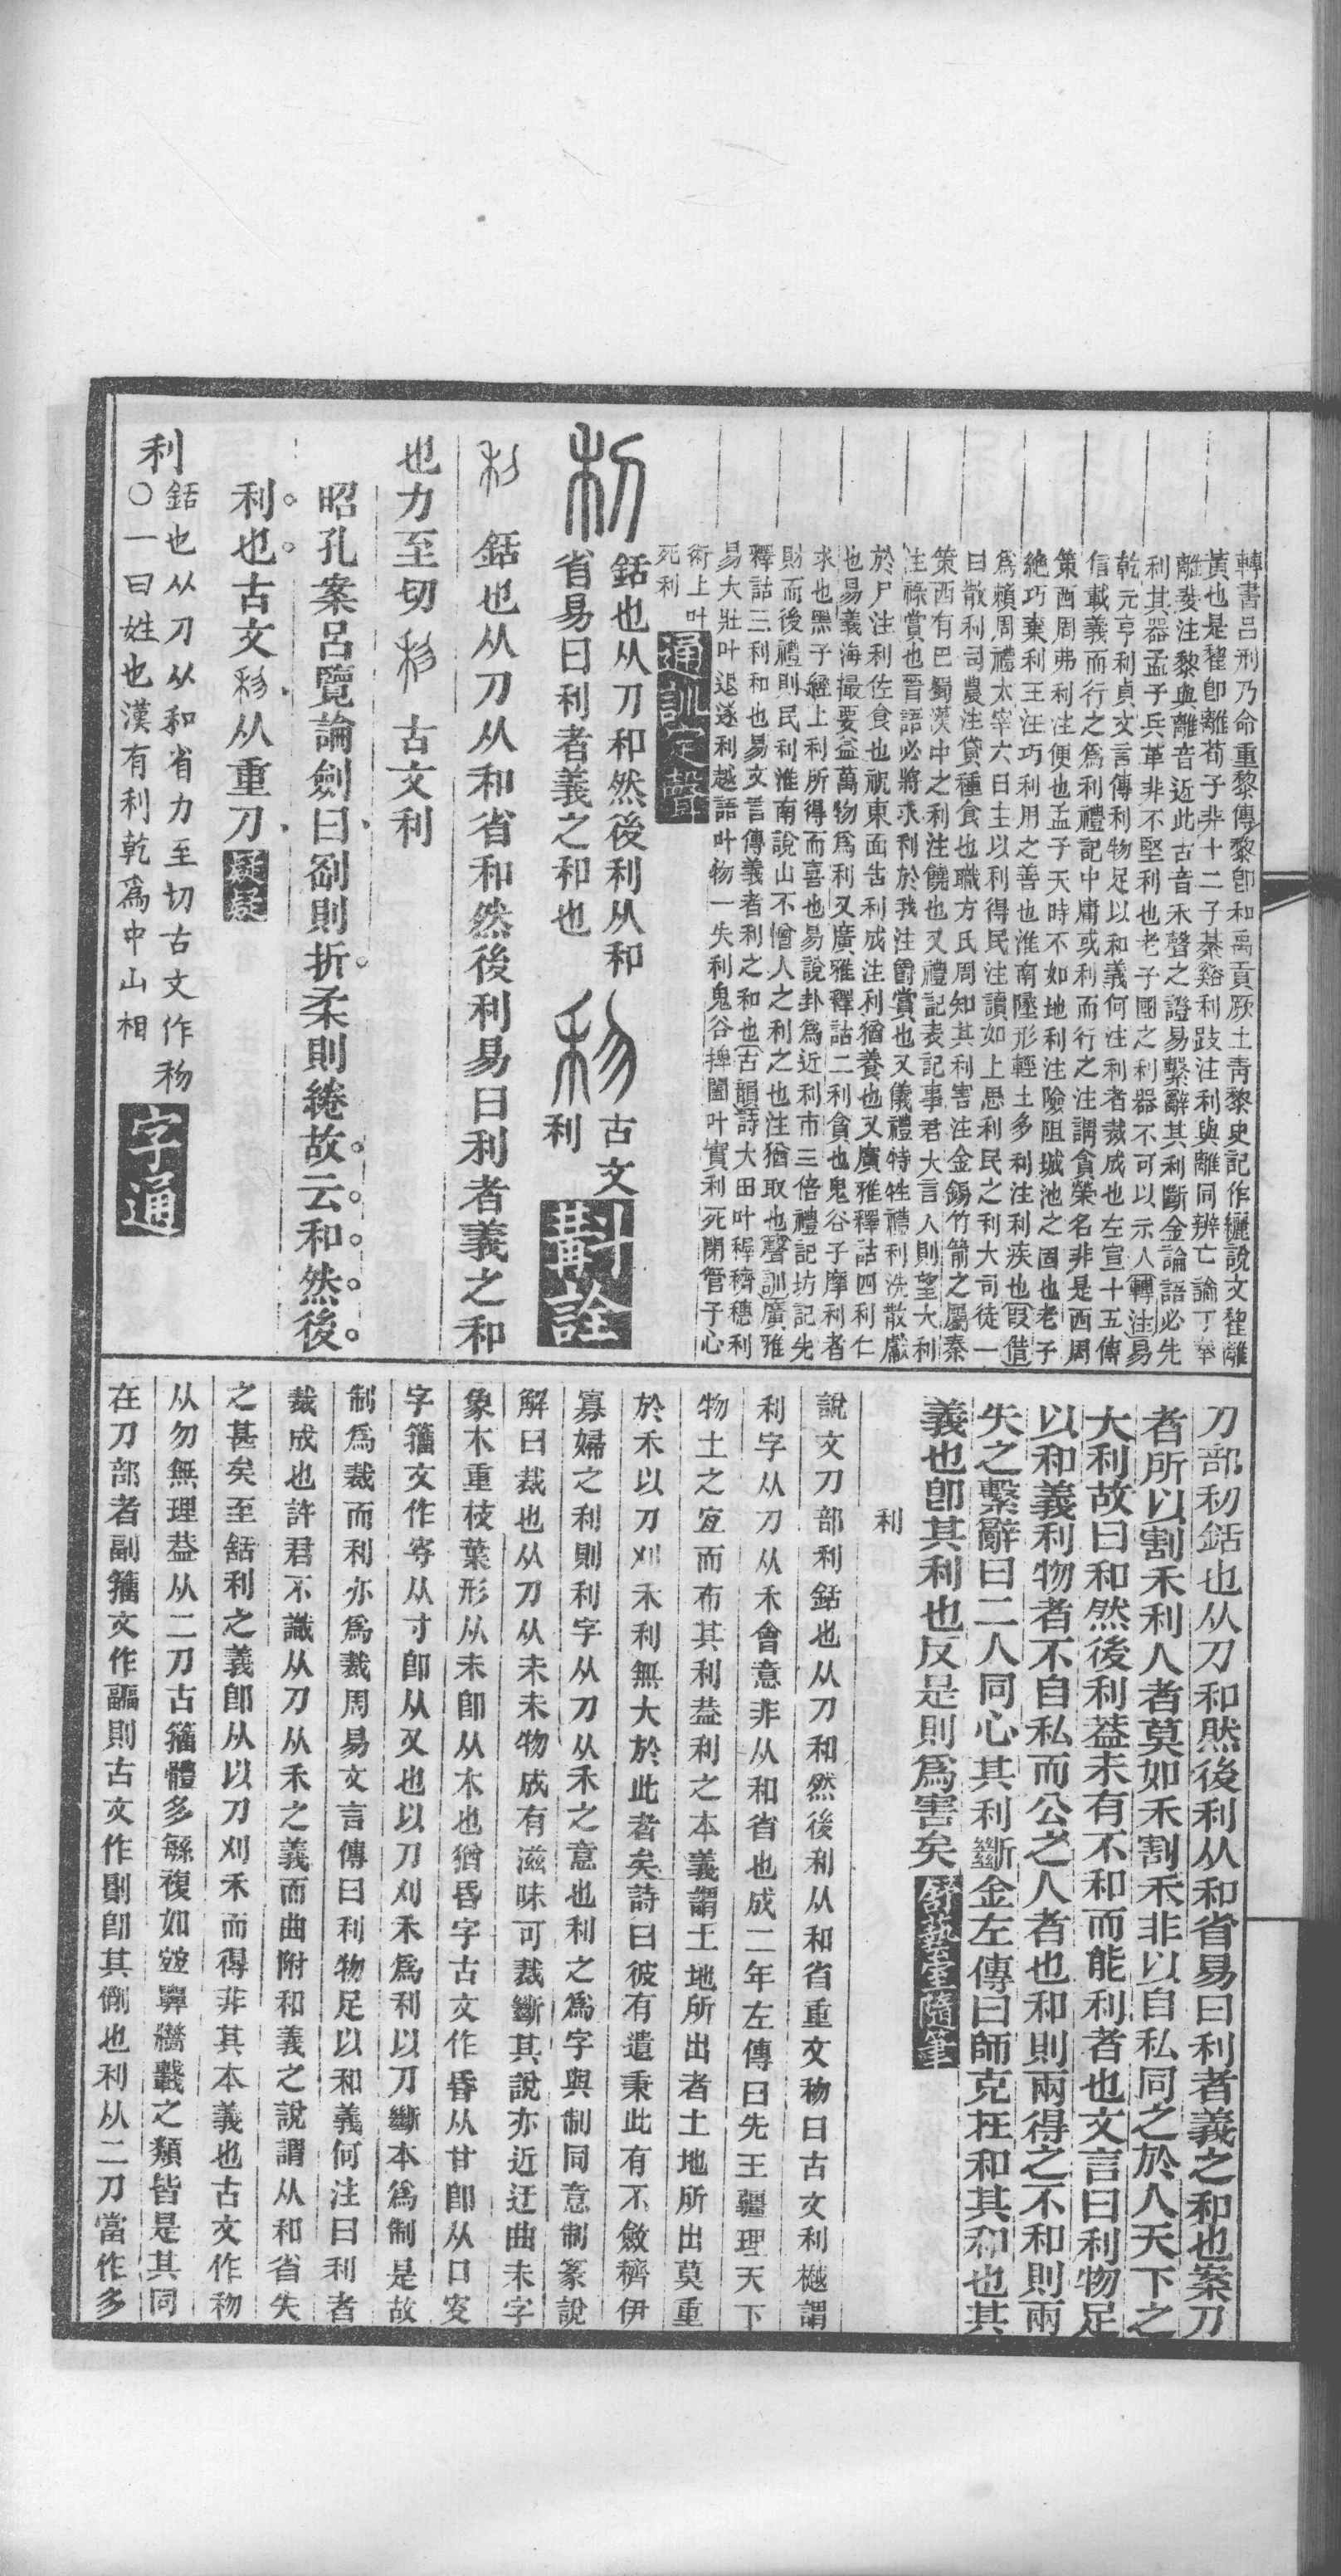 轉書呂刑乃命重黎傳黎卽和禹貢厥土靑黎史記作驪說文黧離
黃也是黧卽離荀子非十二子綦谿利跂注利與離同辨亡論丁奉
離斐注黎與離音近此古音禾聲之證易繫辭其利斷金論語必先
利其器孟子兵革非不堅利也老子國之利器不可以示人轉注易
乾元亨利貞文言傳利物足以和義何注利者裁成也左宣十五傳
信載義而行之爲利禮記中庸或利而行之注謂貪榮名非是西周
策西周弗利注便也孟子天時不如地利注險阻城池之固也老子
絕巧棄利王注巧利用之善也淮南墜形輕土多利注利疾也叚借
爲賴周禮太宰六曰主以利得民注讀如上思利民之利大司徒一
曰散利司農注貸種食也職方氏周知其利害注金錫竹箭之屬秦
策西有巴蜀漢中之利注饒也又禮記表記事君大言入則望大利
注祿賞也晉語必將求利於我注爵賞也又儀禮特牲禮利洗散獻
於尸注利佐食也祝東面告利成注利猶養也又廣雅釋詁四利仁
也易義海撮要益萬物爲利又廣雅釋詁二利貪也鬼谷子摩利者
求也墨子經上利所得而喜也易說卦爲近利市三倍禮記坊記先
財而後禮則民利淮南說山不憎人之利之也注猶取也聲訓廣雅
釋詁三利和也易文言傳義者利之和也古韻詩大田叶穉穧穗利
易大壯叶退遂利越語叶物一失利鬼谷捭闔叶實利死閉管子心
術上叶
死利
通訓定聲
利 銛也从刀和然後利从和
省易曰利者義之和也
𥝢 古文
利
斠詮
利 銛也从刀从和省和然後利易曰利者義之和
也力至切𥝢 古文利
昭孔案呂覽論劍曰劄則折柔則綣故云和然後
利也古文𥝢从重刀疑疑
利 銛也从刀从和省力至切古文作𥝢
○一曰姓也漢有利乾爲中山相
字通
刀部利銛也从刀和然後利从和省易曰利者義之和也案刀
者所以割禾利人者莫如禾割禾非以自私同之於人天下之
大利故曰和然後利葢未有不和而能利者也文言曰利物足
以和義利物者不自私而公之人者也和則兩得之不和則兩
失之繫辭曰二人同心其利斷金左傳曰師克在和其和也其
義也卽其利也反是則爲害矣 舒藝室隨筆
利
說文刀部利銛也从刀和然後利从和省重文𥝢曰古文利樾謂
利字从刀从禾會意非从和省也成二年左傳曰先王疆理天下
物土之宜而布其利葢利之本義謂土地所出者土地所出莫重
於禾以刀刈禾利無大於此者矣詩曰彼有遺秉此有不斂穧伊
寡婦之利則利字从刀从禾之意也利之爲字與制同意制篆說
解曰裁也从刀从未未物成有滋味可裁斷其說亦近迂曲未字
象木重枝葉形从未卽从木也猶昏字古文作昏从甘卽从口叜
字籒文作㝊从寸卽从又也以刀刈禾爲利以刀斷木爲制是故
制爲裁而利亦爲裁周易文言傳曰利物足以和義何注曰利者
裁成也許君不識从刀从禾之義而曲附和義之說謂从和省失
之甚矣至銛利之義卽从以刀刈禾而得非其本義也古文作𥝢
从勿無理葢从二刀古籒體多緐複如之類皆是其同
在刀部者副籒文作疈則古文作劃卽其例也利从二刀當作多